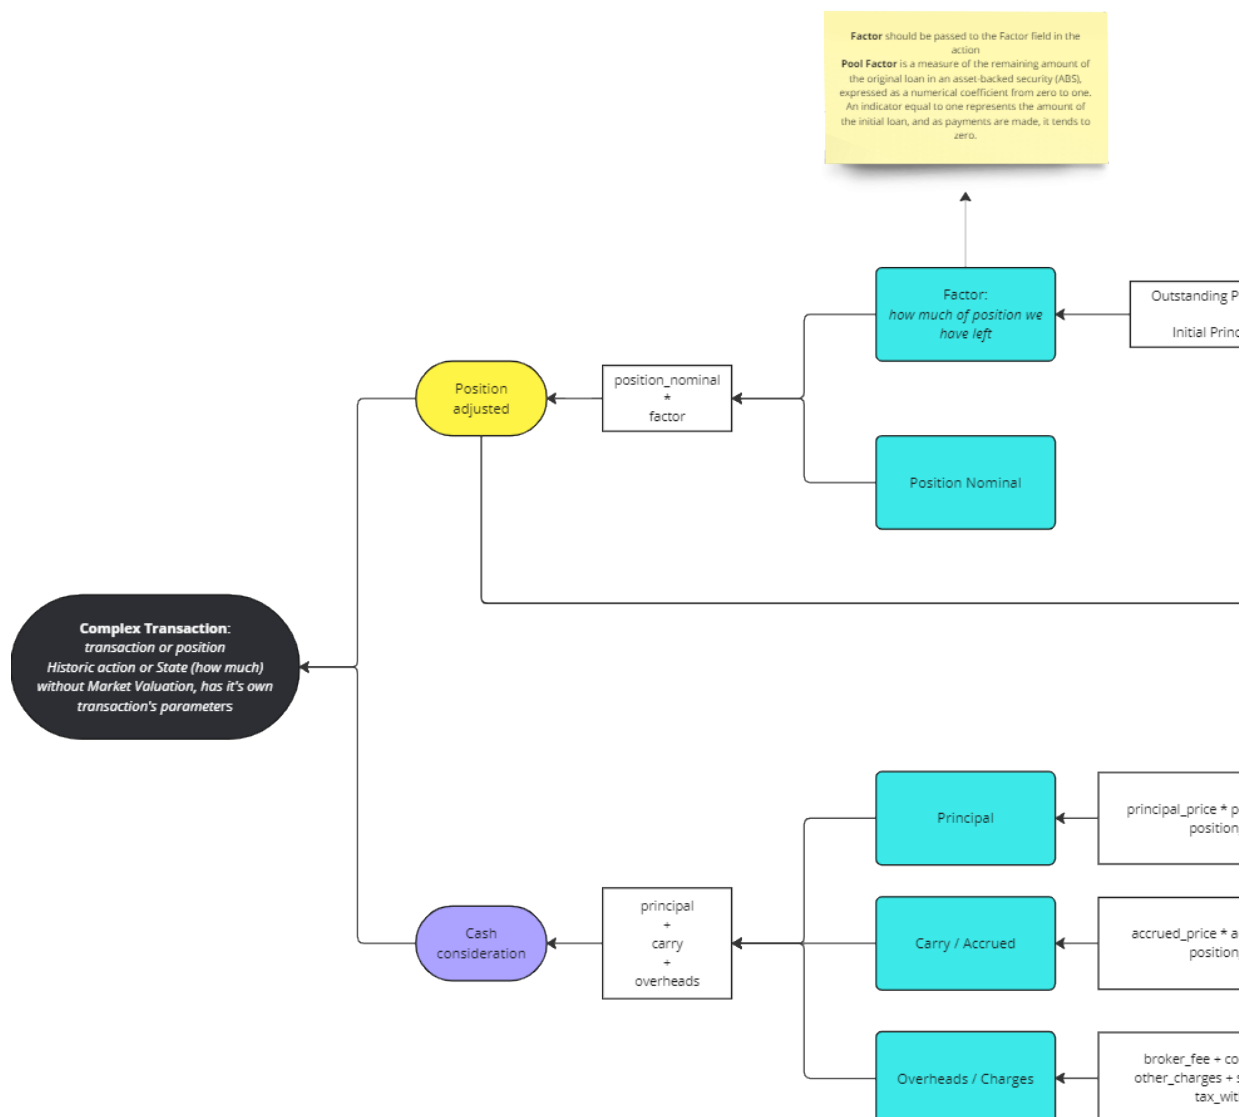 Factor should be passed to the Factor field in the
action
Pool Factor is a measure of the remaining amount of
the original loan in an asset-backed security (ABS),
expressed as a numerical coefficient from zero to one.
An indicator equal to one represents the amount of
the initial loan, and as payments are made, it tends to
zero.
Factor:
how much of position we
have left
Outstanding P
Initial Princ
Position
adjusted
position_nominal
*
factor
Position Nominal
Complex Transaction:
transaction or position
Historic action or State (how much)
without Market Valuation, has it's own
transaction's parameters
Principal
principal_price * p
position
Cash
consideration
principal
+
carry
+
overheads
Carry / Accrued
accrued_price * a
position
Overheads / Charges
broker_fee + co
other_charges + s
tax_wit